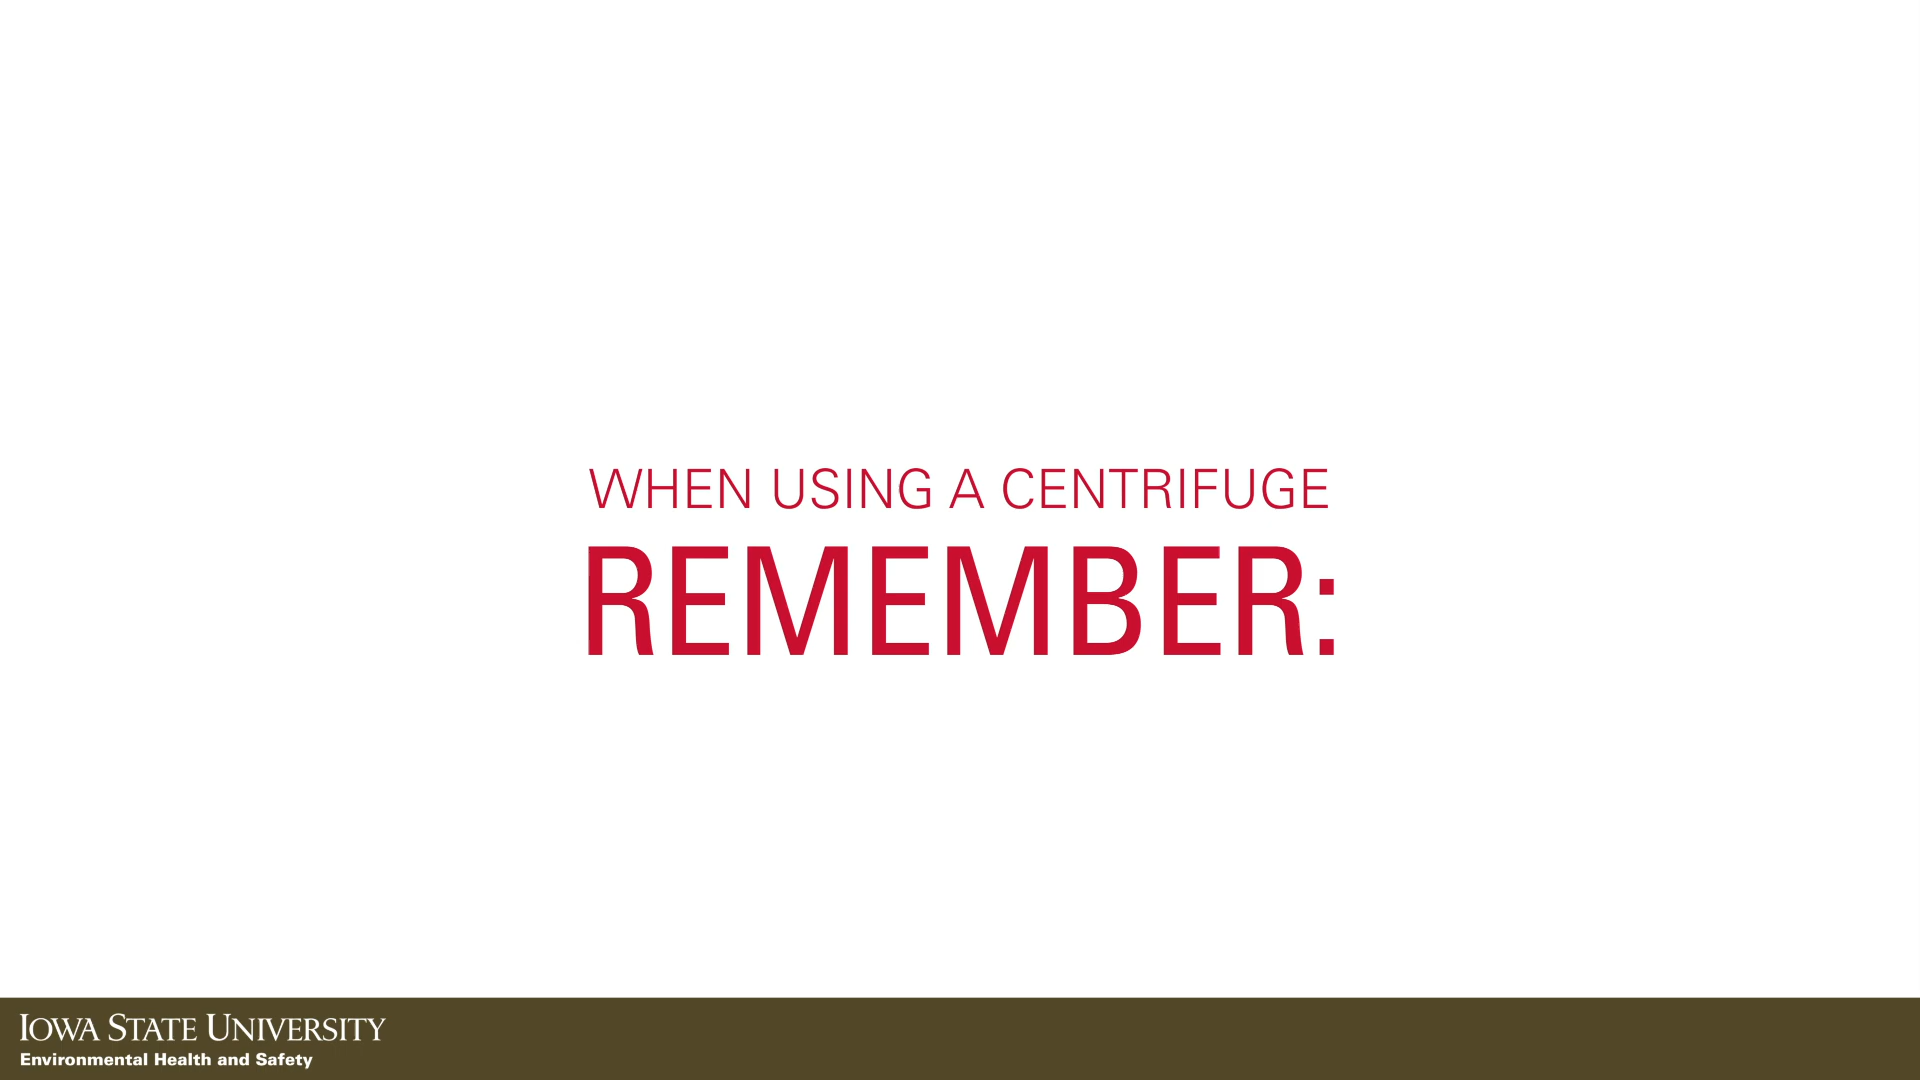 WHEN USING A CENTRIFUGE
REMEMBER:
IOWA STATE UNIVERSITY
Environmental Health and Safety